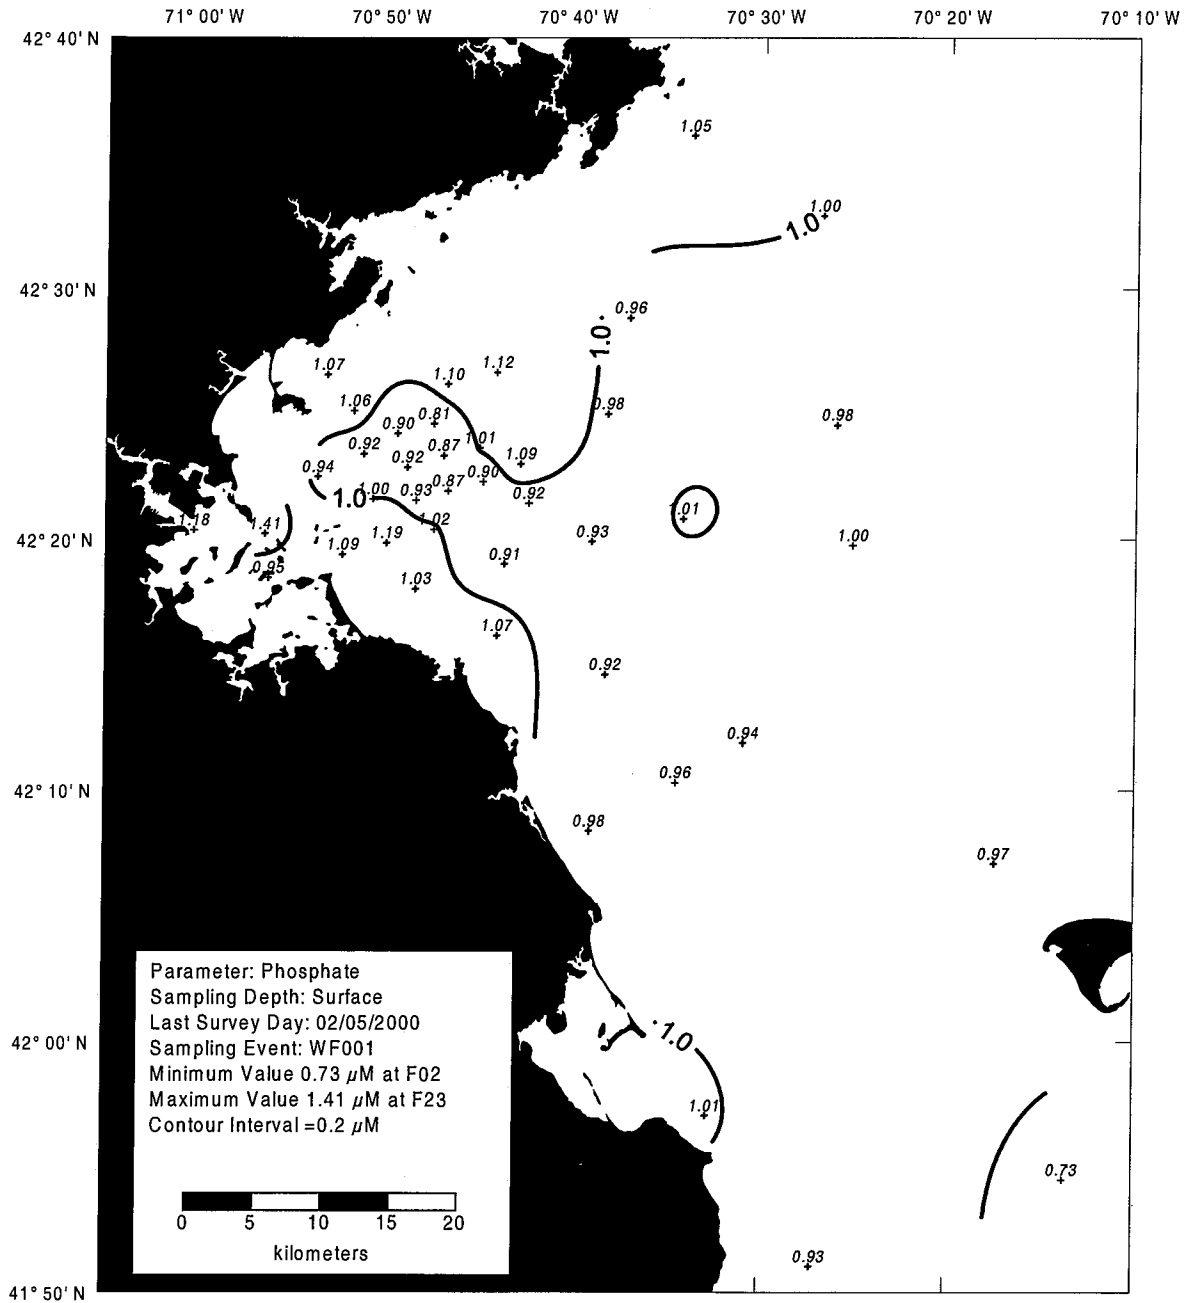 71° 00' W 70° 50' W 70° 40' W 70° 30' W 70° 20' W 70° 10' W
42° 40' N
1.05
1.00
1.0
42° 30' N
0.96
1.0
1.07
1.10
1.12
1.06
0.81
0.98
0.98
0.90
1.01
0.92
0.87
1.09
0.92
0.94
0.90
0.87
1.00
0.93
0.92
1.0
1.01
1.18
1.41
1.02
1.19
0.93
1.00
42° 20' N
1.09
0.91
0.95
1.03
1.07
0.92
0.94
0.96
42° 10' N
0.98
0.97
Parameter: Phosphate
Sampling Depth: Surface
Last Survey Day: 02/05/2000
Sampling Event: WF001
Minimum Value 0.73 µM at F02
Maximum Value 1.41 µM at F23
Contour Interval =0.2 µM
0 5 10 15 20
kilometers
42° 00' N
1.0
1.01
0.73
0.93
41° 50' N